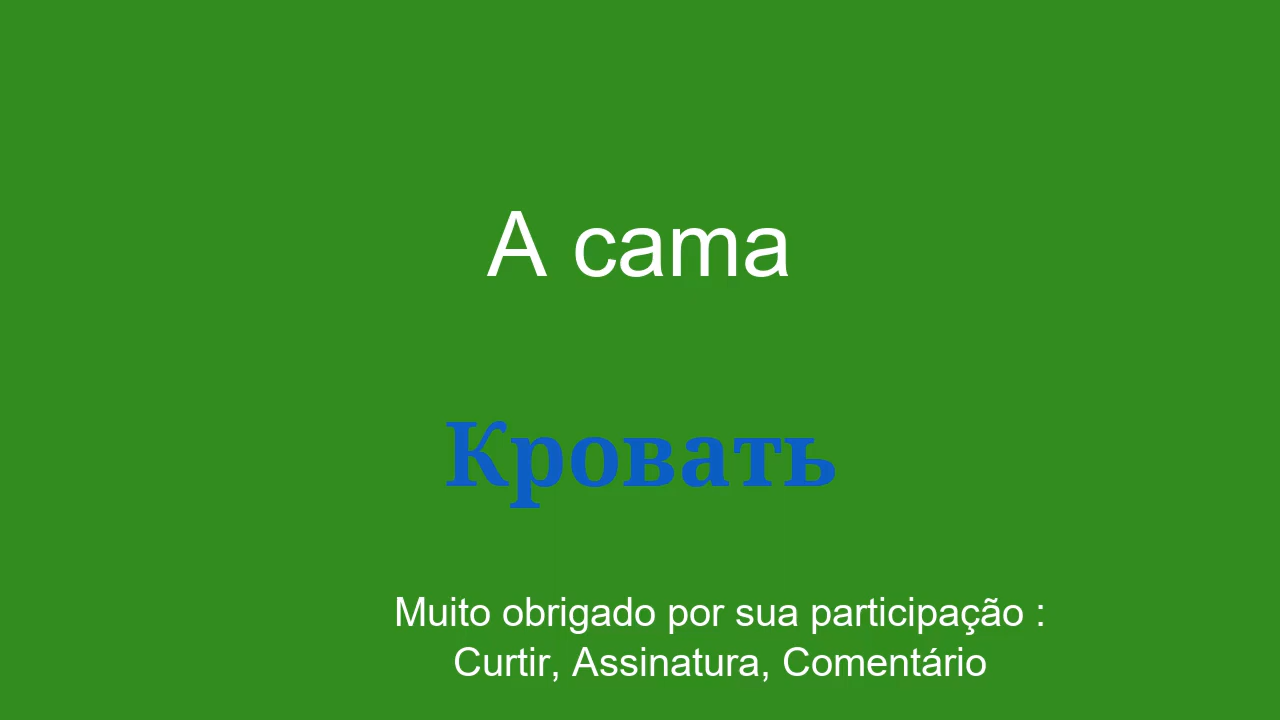 A cama
Кровать
Muito obrigado por sua participação :
Curtir, Assinatura, Comentário